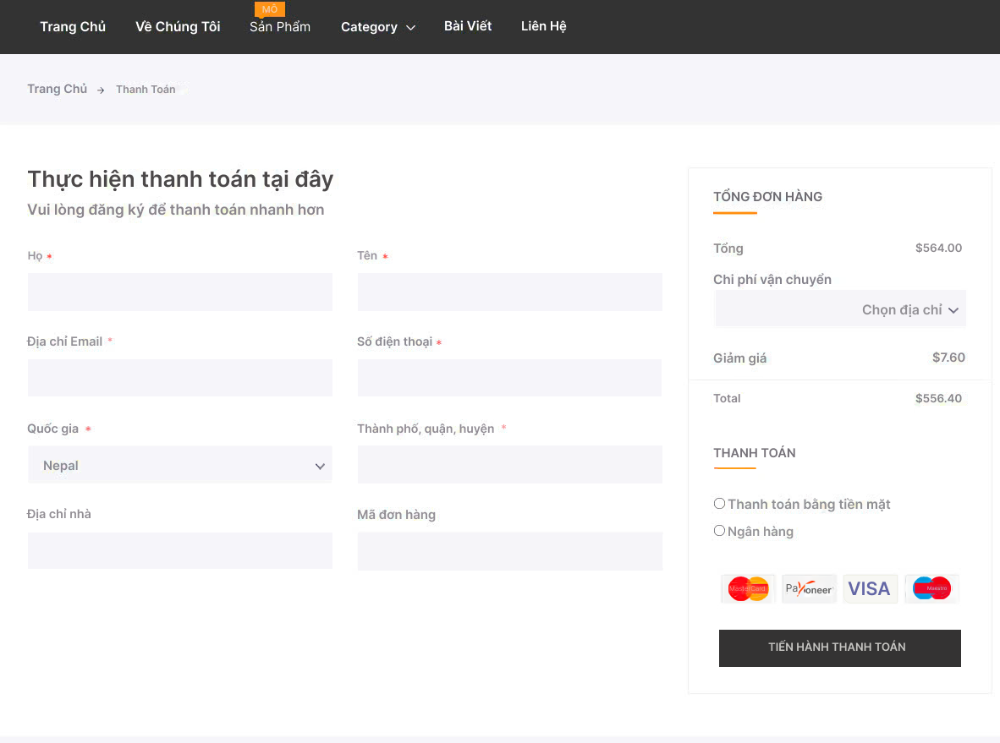 MÔ
Trang Chủ Về Chúng Tôi Sản Phẩm Category Bài Viết Liên Hệ
Trang Chủ → Thanh Toán
Thực hiện thanh toán tại đây
Vui lòng đăng ký để thanh toán nhanh hơn
Họ *
Tên *
Địa chỉ Email *
Số điện thoại *
Quốc gia *
Thành phố, quận, huyện *
Nepal
Địa chỉ nhà
Mã đơn hàng
TỔNG ĐƠN HÀNG
Tổng $564.00
Chi phí vận chuyển
Chọn địa chỉ
Giảm giá $7.60
Total $556.40
THANH TOÁN
Thanh toán bằng tiền mặt
Ngân hàng
MasterCard Payoneer VISA Maestro
TIẾN HÀNH THANH TOÁN